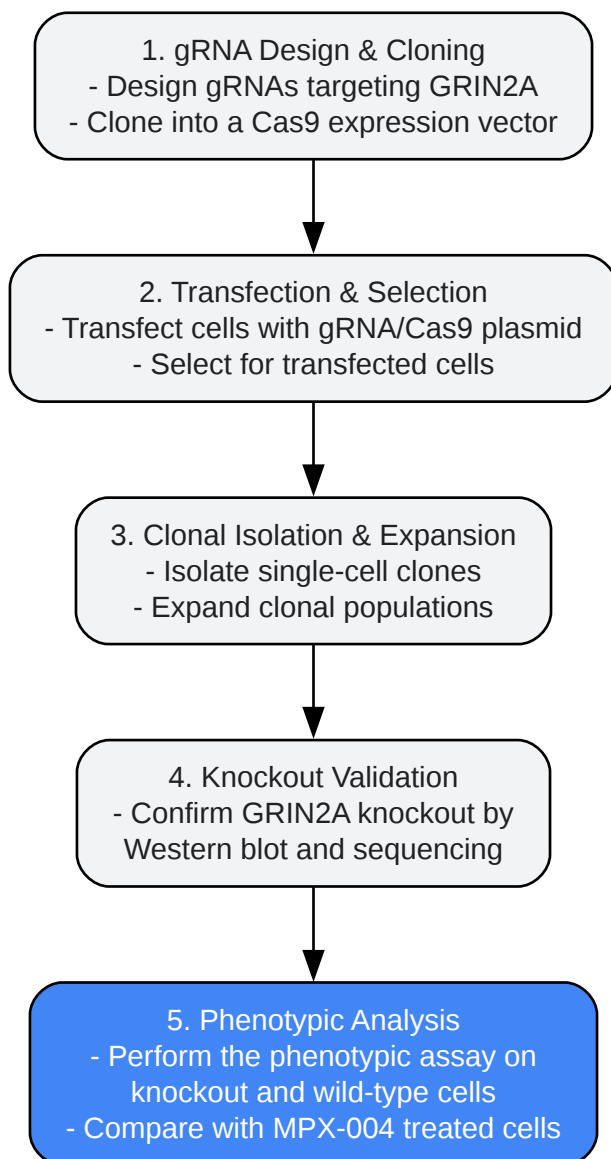 1. gRNA Design & Cloning
- Design gRNAs targeting GRIN2A
- Clone into a Cas9 expression vector
2. Transfection & Selection
- Transfect cells with gRNA/Cas9 plasmid
- Select for transfected cells
3. Clonal Isolation & Expansion
- Isolate single-cell clones
- Expand clonal populations
4. Knockout Validation
- Confirm GRIN2A knockout by
Western blot and sequencing
5. Phenotypic Analysis
- Perform the phenotypic assay on
knockout and wild-type cells
- Compare with MPX-004 treated cells